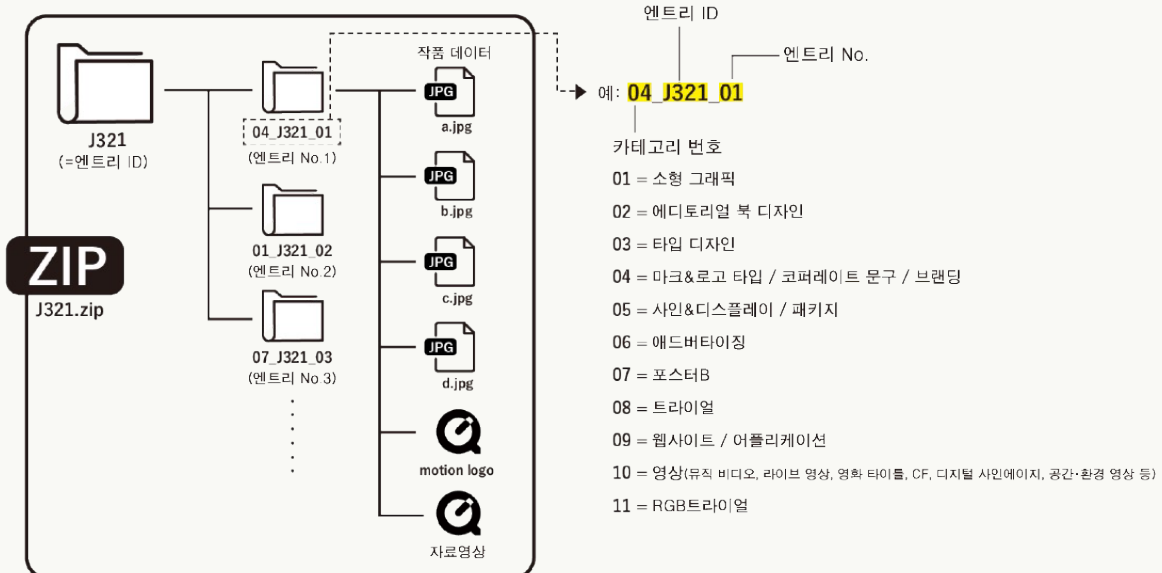 엔트리 ID
엔트리 No.
예: 04_J321_01
카테고리 번호
01 = 소형 그래픽
02 = 에디토리얼 북 디자인
03 = 타입 디자인
04 = 마크&로고 타입 / 코퍼레이트 문구 / 브랜딩
05 = 사인&디스플레이 / 패키지
06 = 애드버타이징
07 = 포스터B
08 = 트라이얼
09 = 웹사이트 / 어플리케이션
10 = 영상(뮤직 비디오, 라이브 영상, 영화 타이틀, CF, 디지털 사인에이지, 공간·환경 영상 등)
11 = RGB트라이얼
ZIP
J321.zip
J321
(=엔트리 ID)
04_J321_01
(엔트리 No.1)
01_J321_02
(엔트리 No.2)
07_J321_03
(엔트리 No.3)
작품 데이터
JPG
a.jpg
JPG
b.jpg
JPG
c.jpg
JPG
d.jpg
motion logo
자료영상